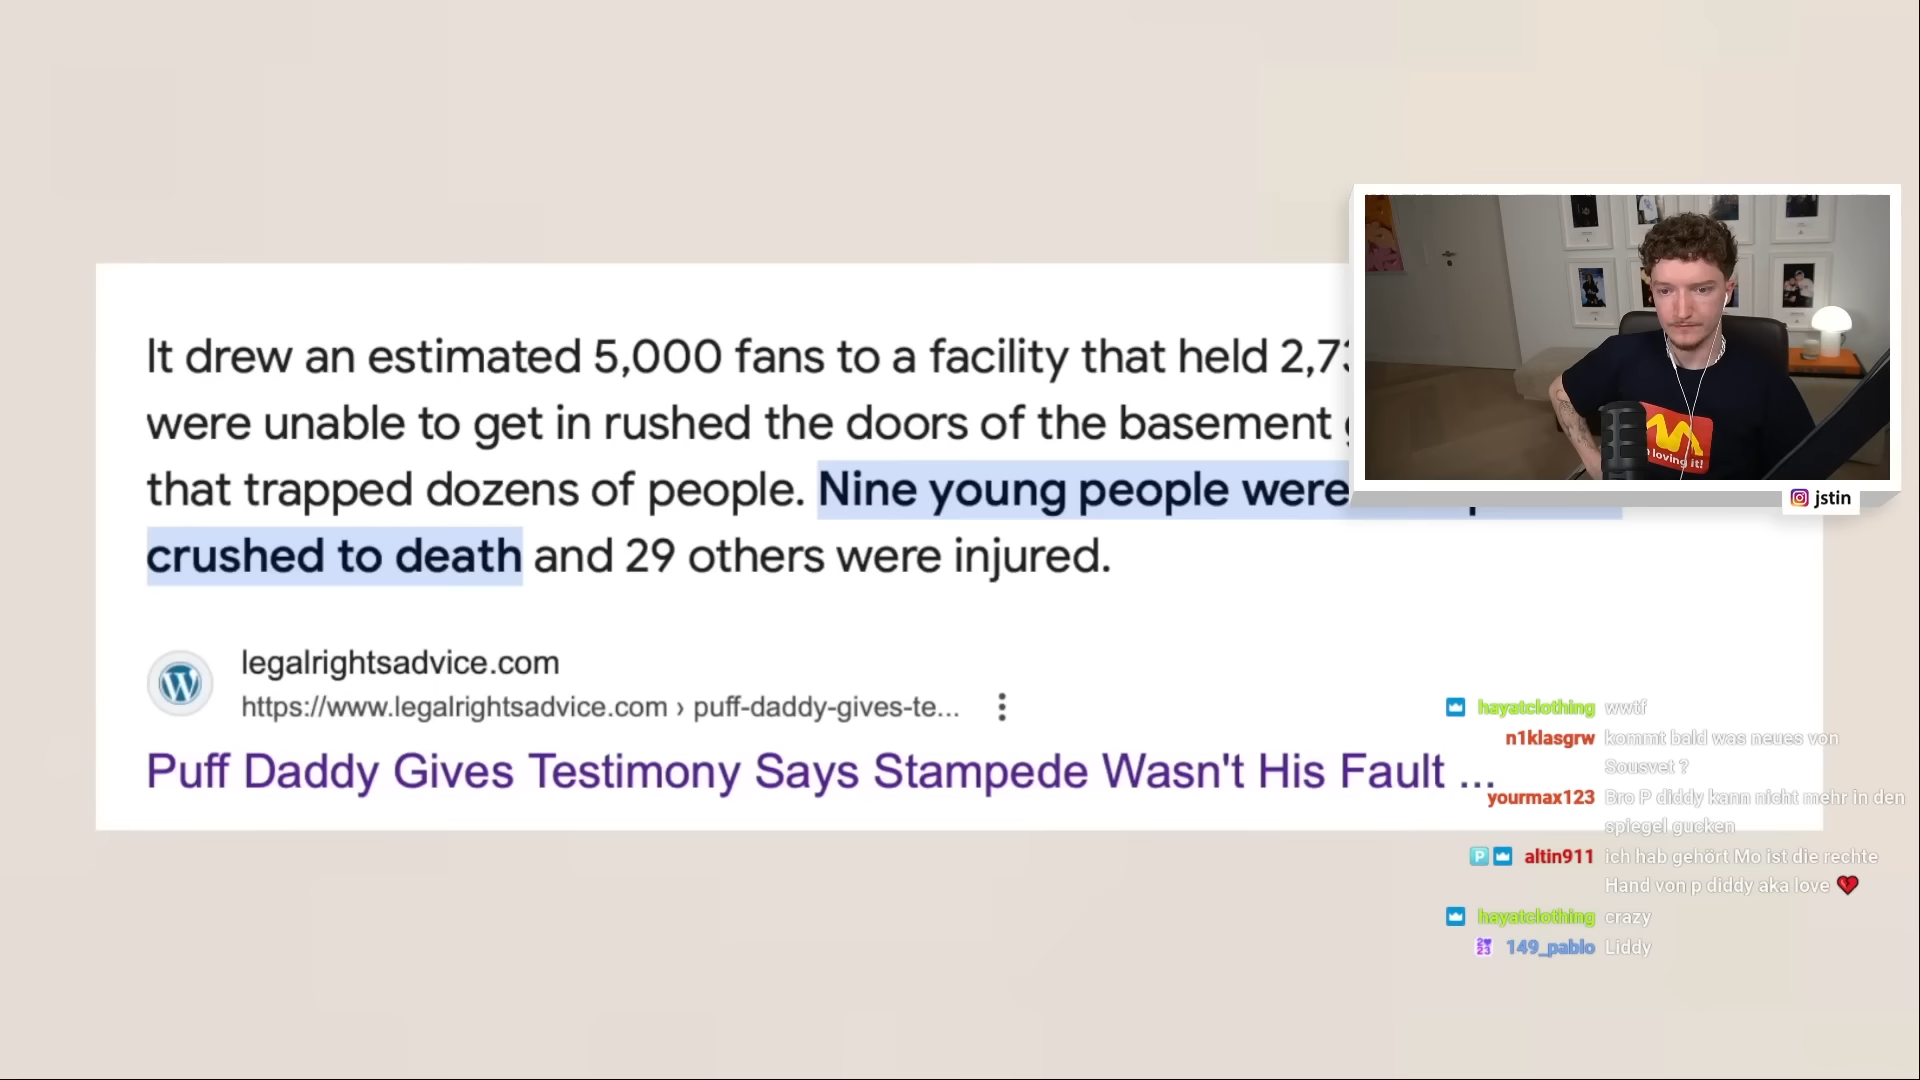 It drew an estimated 5,000 fans to a facility that held 2,73
were unable to get in rushed the doors of the basement
that trapped dozens of people. Nine young people were
crushed to death and 29 others were injured.
legalrightsadvice.com
https://www.legalrightsadvice.com › puff-daddy-gives-te...
Puff Daddy Gives Testimony Says Stampede Wasn't His Fault ...
loving it!
jstin
hayatclothing wwtf
n1klasgrw kommt bald was neues von
Sousvet ?
yourmax123 Bro P diddy kann nicht mehr in den
spiegel gucken
altin911 ich hab gehört Mo ist die rechte
Hand von p diddy aka love 💔
hayatclothing crazy
149_pablo Liddy